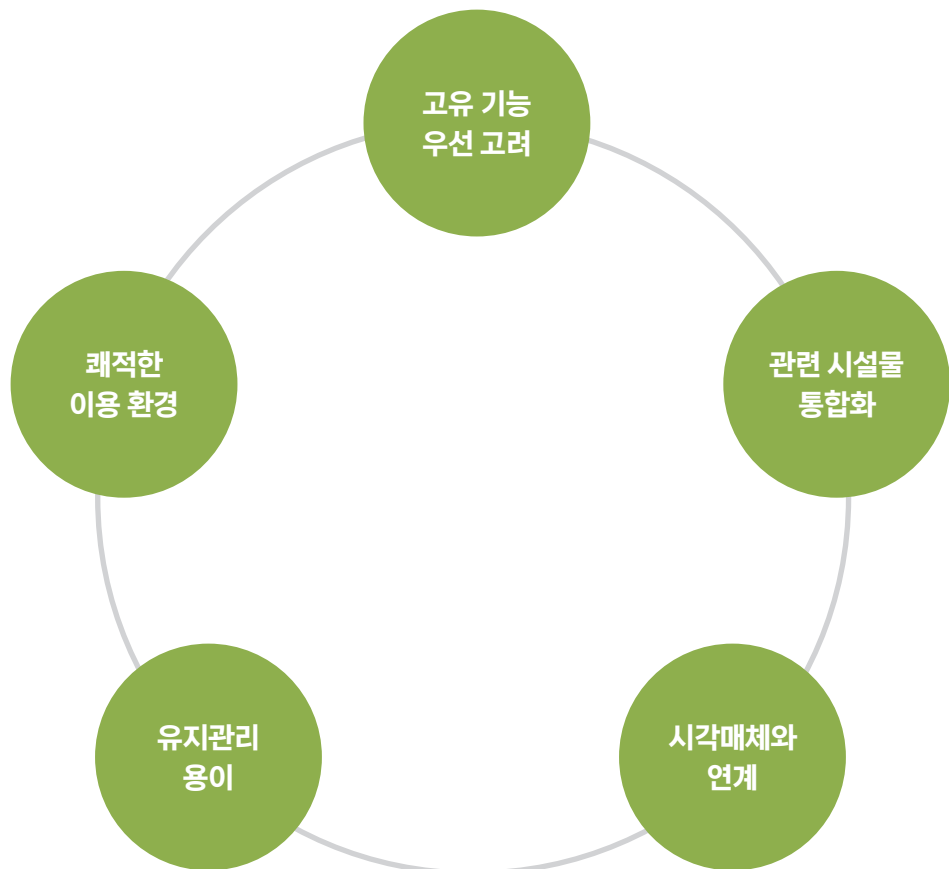 고유 기능
우선 고려
쾌적한
이용 환경
관련 시설물
통합화
유지관리
용이
시각매체와
연계